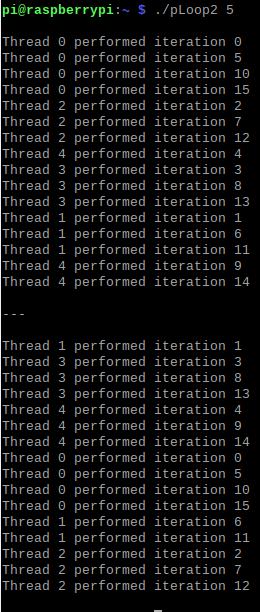 pi@raspberrypi:~ $ ./pLoop2 5
Thread 0 performed iteration 0
Thread 0 performed iteration 5
Thread 0 performed iteration 10
Thread 0 performed iteration 15
Thread 2 performed iteration 2
Thread 2 performed iteration 7
Thread 2 performed iteration 12
Thread 4 performed iteration 4
Thread 3 performed iteration 3
Thread 3 performed iteration 8
Thread 3 performed iteration 13
Thread 1 performed iteration 1
Thread 1 performed iteration 6
Thread 1 performed iteration 11
Thread 4 performed iteration 9
Thread 4 performed iteration 14
---
Thread 1 performed iteration 1
Thread 3 performed iteration 3
Thread 3 performed iteration 8
Thread 3 performed iteration 13
Thread 4 performed iteration 4
Thread 4 performed iteration 9
Thread 4 performed iteration 14
Thread 0 performed iteration 0
Thread 0 performed iteration 5
Thread 0 performed iteration 10
Thread 0 performed iteration 15
Thread 1 performed iteration 6
Thread 1 performed iteration 11
Thread 2 performed iteration 2
Thread 2 performed iteration 7
Thread 2 performed iteration 12